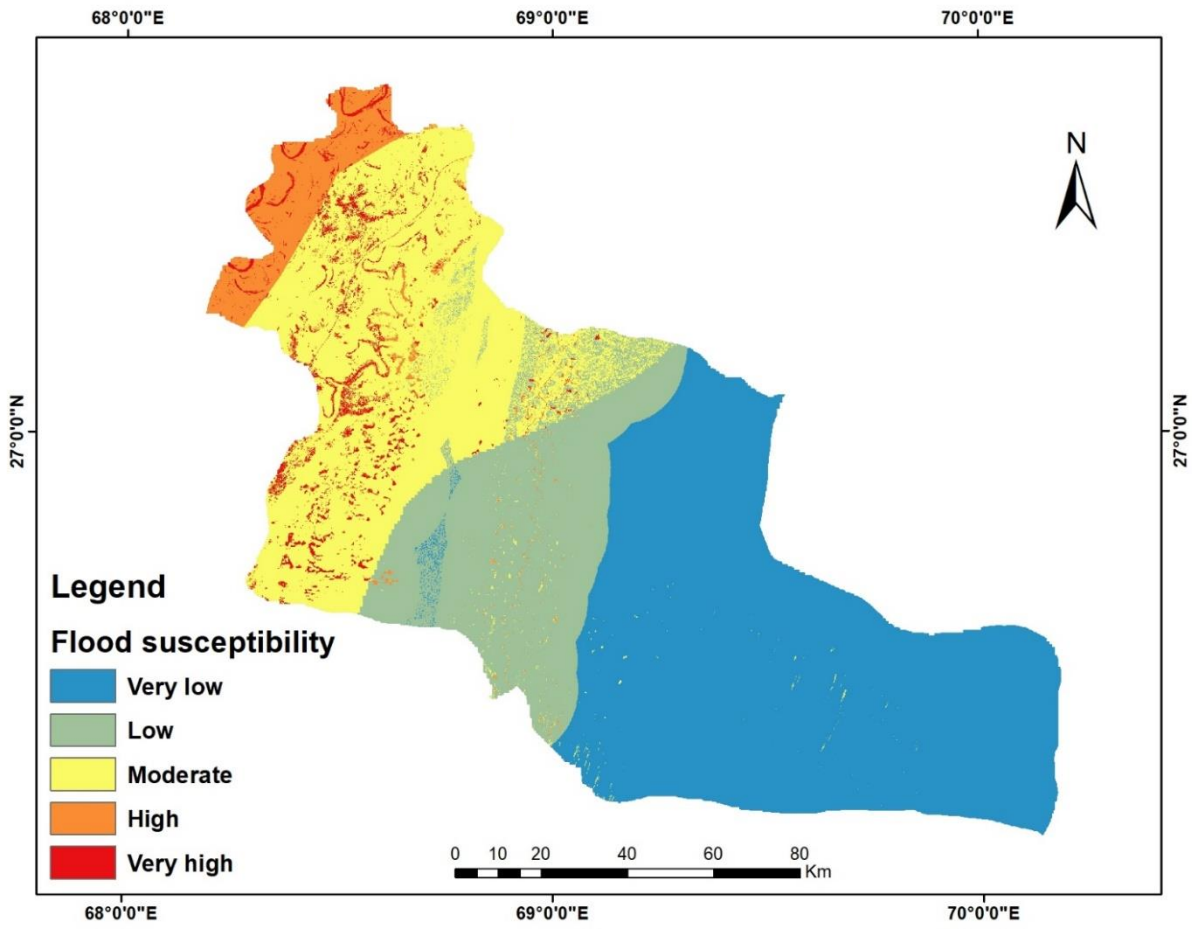 68°0'0"E 69°0'0"E 70°0'0"E
N
27°0'0"N 27°0'0"N
Legend
Flood susceptibility
Very low
Low
Moderate
High
Very high
0 10 20 40 60 80
Km
68°0'0"E 69°0'0"E 70°0'0"E